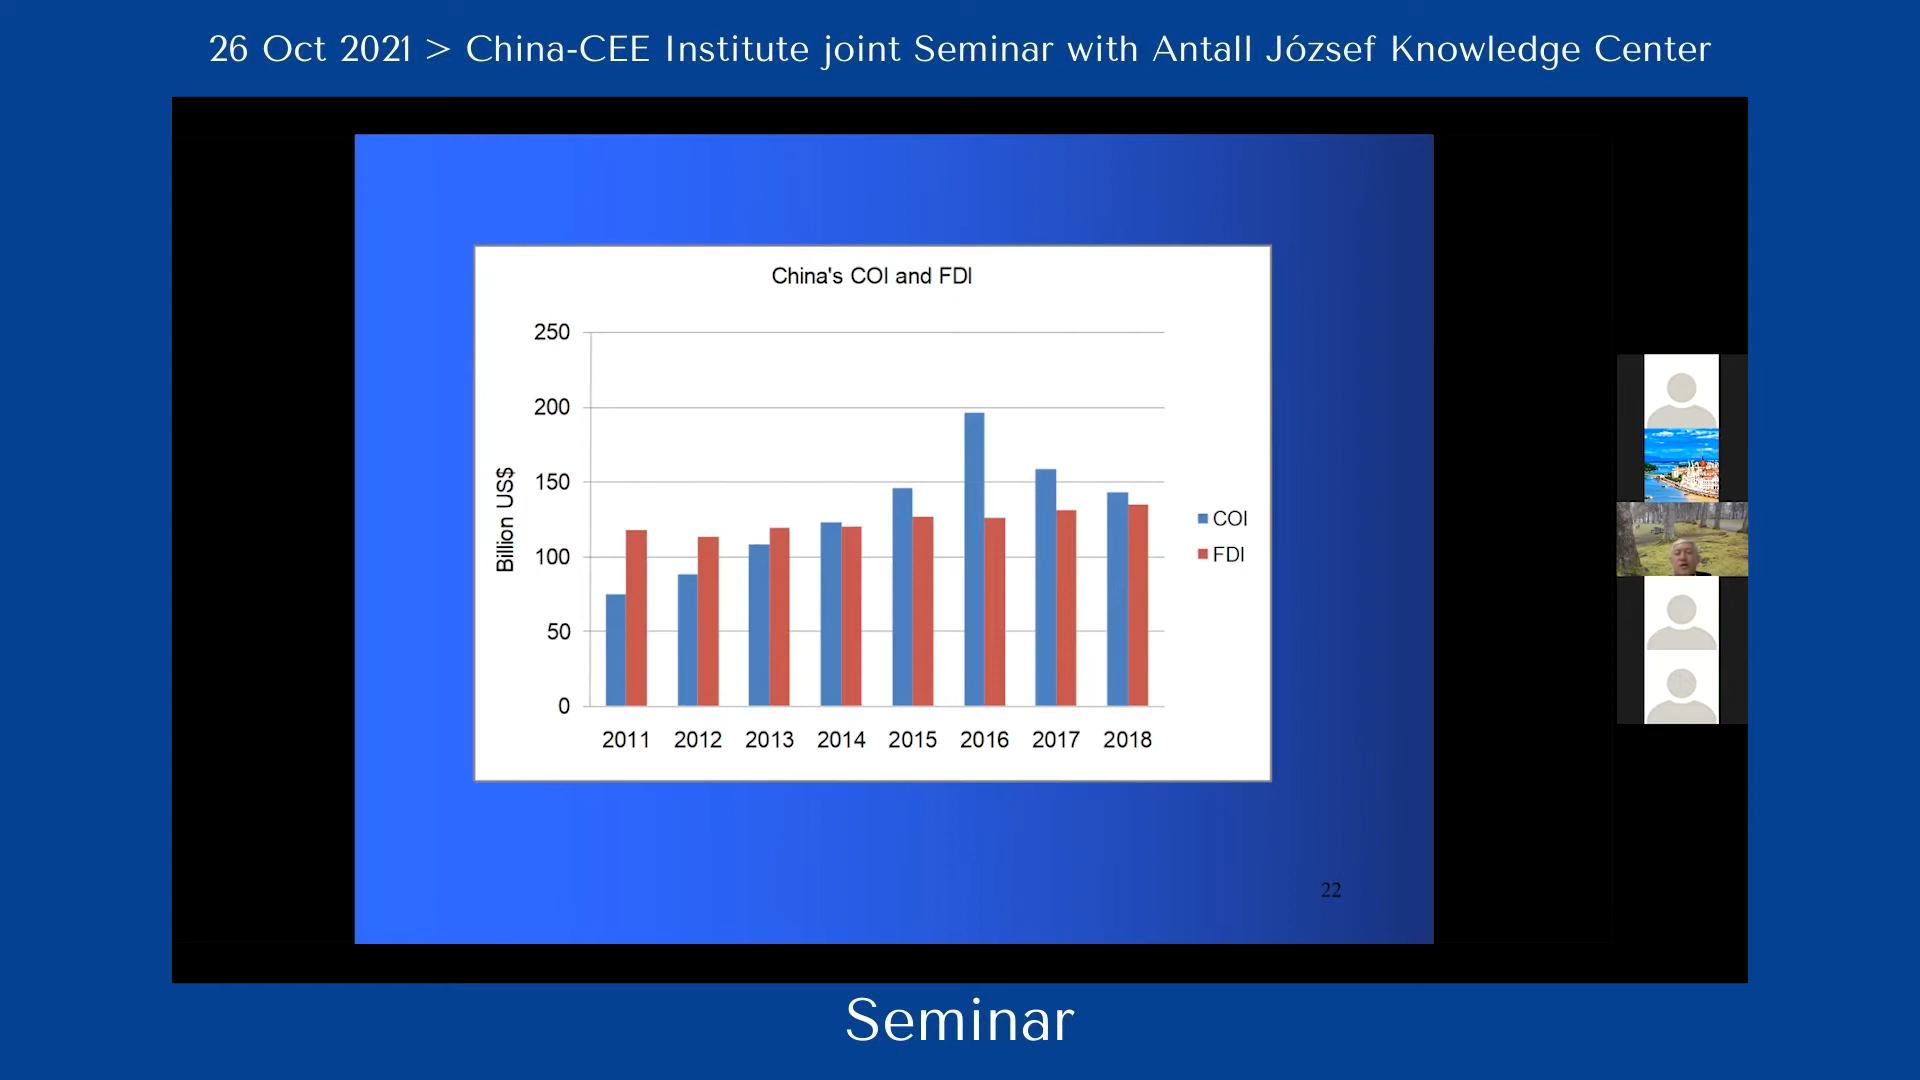 26 Oct 2021 > China-CEE Institute joint Seminar with Antall József Knowledge Center
China's COI and FDI
250
200
150
100
50
0
Billion US$
2011 2012 2013 2014 2015 2016 2017 2018
COI
FDI
22
Seminar